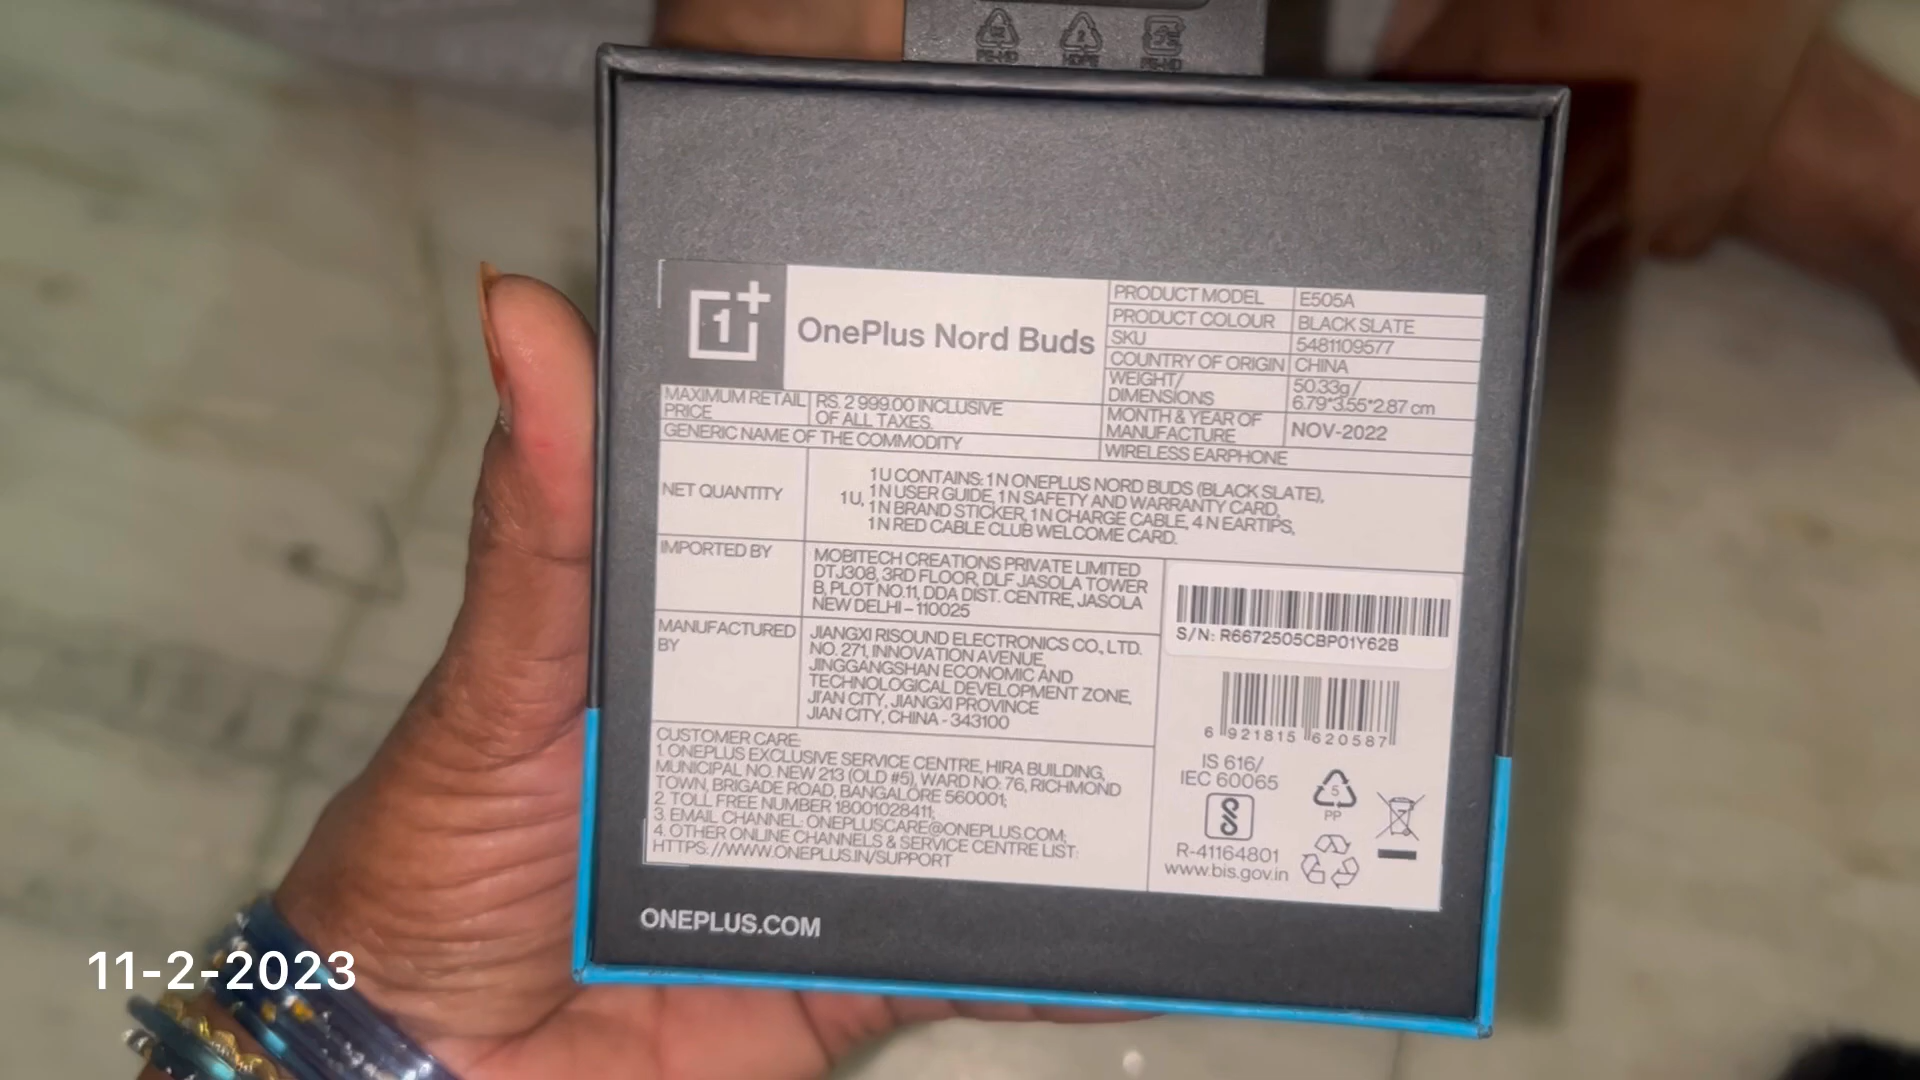 PE-HD
HDPE
PE-HD
1+
OnePlus Nord Buds
PRODUCT MODEL E505A
PRODUCT COLOUR BLACK SLATE
SKU 5481109577
COUNTRY OF ORIGIN CHINA
WEIGHT/
DIMENSIONS
50.33g/
6.79*3.55*2.87 cm
MONTH & YEAR OF
MANUFACTURE
NOV-2022
MAXIMUM RETAIL
PRICE
RS. 2 999.00 INCLUSIVE
OF ALL TAXES.
GENERIC NAME OF THE COMMODITY
WIRELESS EARPHONE
NET QUANTITY
1U,
1 U CONTAINS: 1 N ONEPLUS NORD BUDS (BLACK SLATE),
1 N USER GUIDE, 1 N SAFETY AND WARRANTY CARD,
1 N BRAND STICKER, 1 N CHARGE CABLE, 4 N EARTIPS,
1 N RED CABLE CLUB WELCOME CARD.
IMPORTED BY
MOBITECH CREATIONS PRIVATE LIMITED
DTJ308, 3RD FLOOR, DLF JASOLA TOWER
B, PLOT NO.11, DDA DIST. CENTRE, JASOLA
NEW DELHI – 110025
MANUFACTURED
BY
JIANGXI RISOUND ELECTRONICS CO., LTD.
NO. 271, INNOVATION AVENUE,
JINGGANGSHAN ECONOMIC AND
TECHNOLOGICAL DEVELOPMENT ZONE,
JI'AN CITY, JIANGXI PROVINCE
JIAN CITY, CHINA - 343100
CUSTOMER CARE:
1. ONEPLUS EXCLUSIVE SERVICE CENTRE, HIRA BUILDING,
MUNICIPAL NO. NEW 213 (OLD #5), WARD NO: 76, RICHMOND
TOWN, BRIGADE ROAD, BANGALORE 560001;
2. TOLL FREE NUMBER 18001028411;
3. EMAIL CHANNEL: ONEPLUSCARE@ONEPLUS.COM;
4. OTHER ONLINE CHANNELS & SERVICE CENTRE LIST:
HTTPS://WWW.ONEPLUS.IN/SUPPORT
S/N: R6672505CBP01Y62B
6 921815 620587
IS 616/
IEC 60065
R-41164801
www.bis.gov.in
5
PP
ONEPLUS.COM
11-2-2023